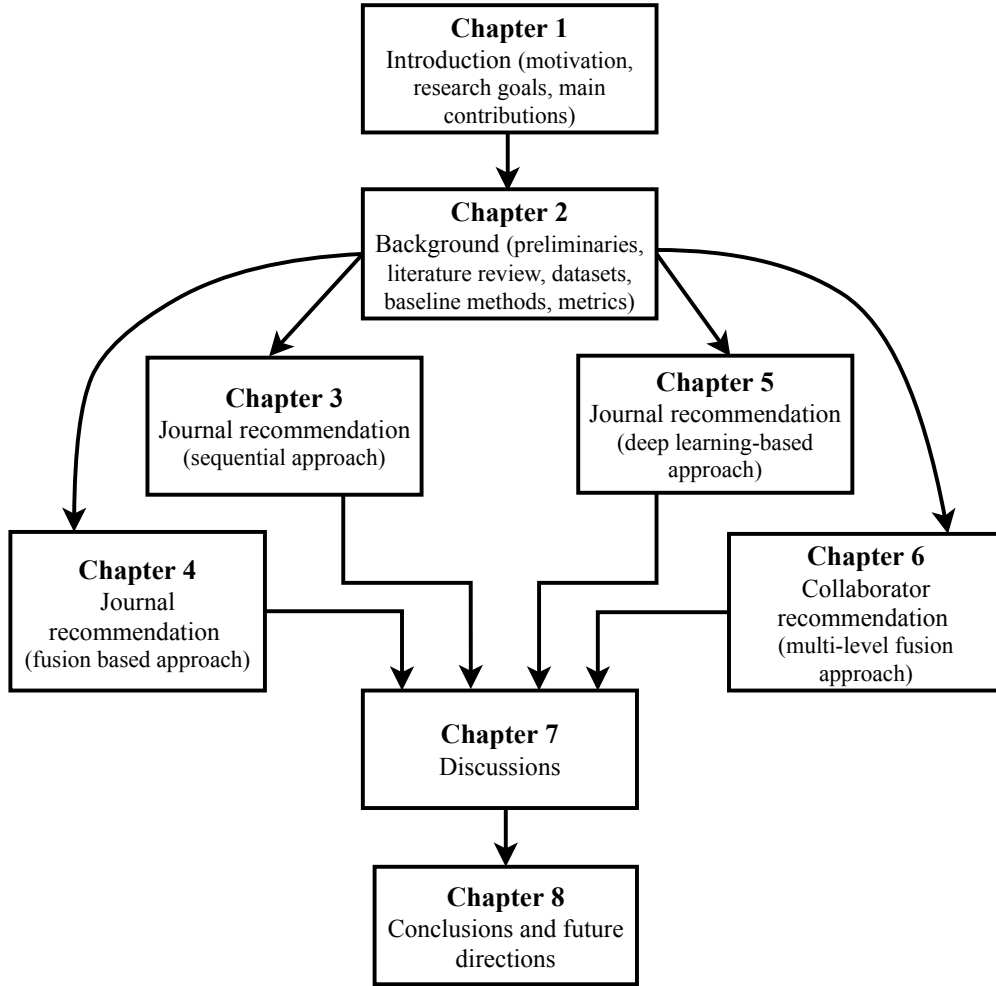 Chapter 1
Introduction (motivation,
research goals, main
contributions)
Chapter 2
Background (preliminaries,
literature review, datasets,
baseline methods, metrics)
Chapter 3
Journal recommendation
(sequential approach)
Chapter 5
Journal recommendation
(deep learning-based
approach)
Chapter 4
Journal
recommendation
(fusion based approach)
Chapter 6
Collaborator
recommendation
(multi-level fusion
approach)
Chapter 7
Discussions
Chapter 8
Conclusions and future
directions